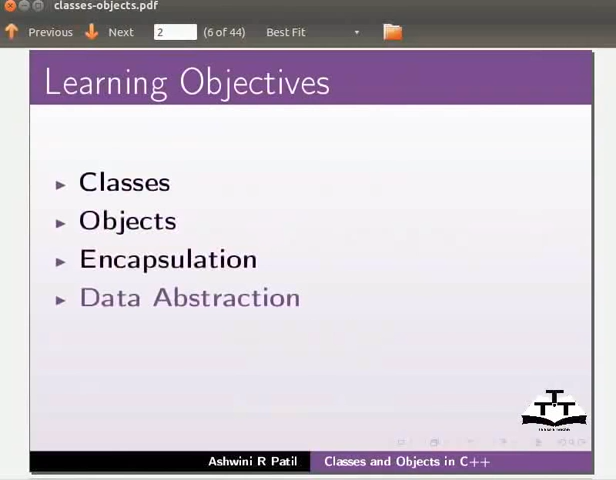 classes-objects.pdf
Previous Next 2 (6 of 44) Best Fit
Learning Objectives
Classes
Objects
Encapsulation
Data Abstraction
Ashwini R Patil Classes and Objects in C++